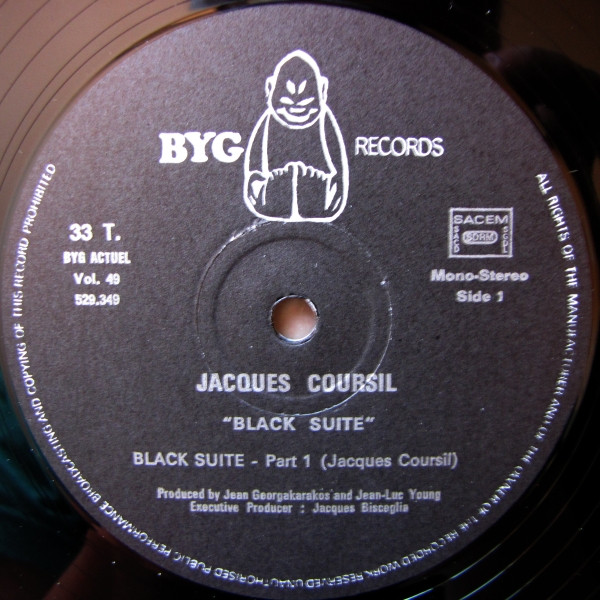 BYG RECORDS
33 T.
BYG ACTUEL
Vol. 49
529.349
SACEM
SACD SDRM SCPL
Mono-Stereo
Side 1
JACQUES COURSIL
"BLACK SUITE"
BLACK SUITE - Part 1 (Jacques Coursil)
Produced by Jean Georgakarakos and Jean-Luc Young
Executive Producer : Jacques Bisceglia
ALL RIGHTS OF THE MANUFACTURER AND OF THE OWNER OF THE RECORDED WORK RESERVED UNAUTHORISED PUBLIC PERFORMANCE BROADCASTING AND COPYING OF THIS RECORD PROHIBITED